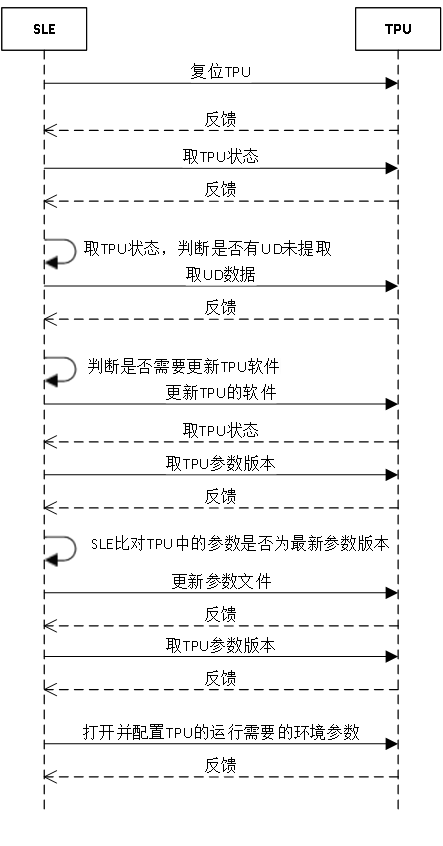 SLE
TPU
复位TPU
反馈
取TPU状态
反馈
取TPU状态，判断是否有UD未提取
取UD数据
反馈
判断是否需要更新TPU软件
更新TPU的软件
取TPU状态
取TPU参数版本
反馈
SLE比对TPU中的参数是否为最新参数版本
更新参数文件
反馈
取TPU参数版本
反馈
打开并配置TPU的运行需要的环境参数
反馈